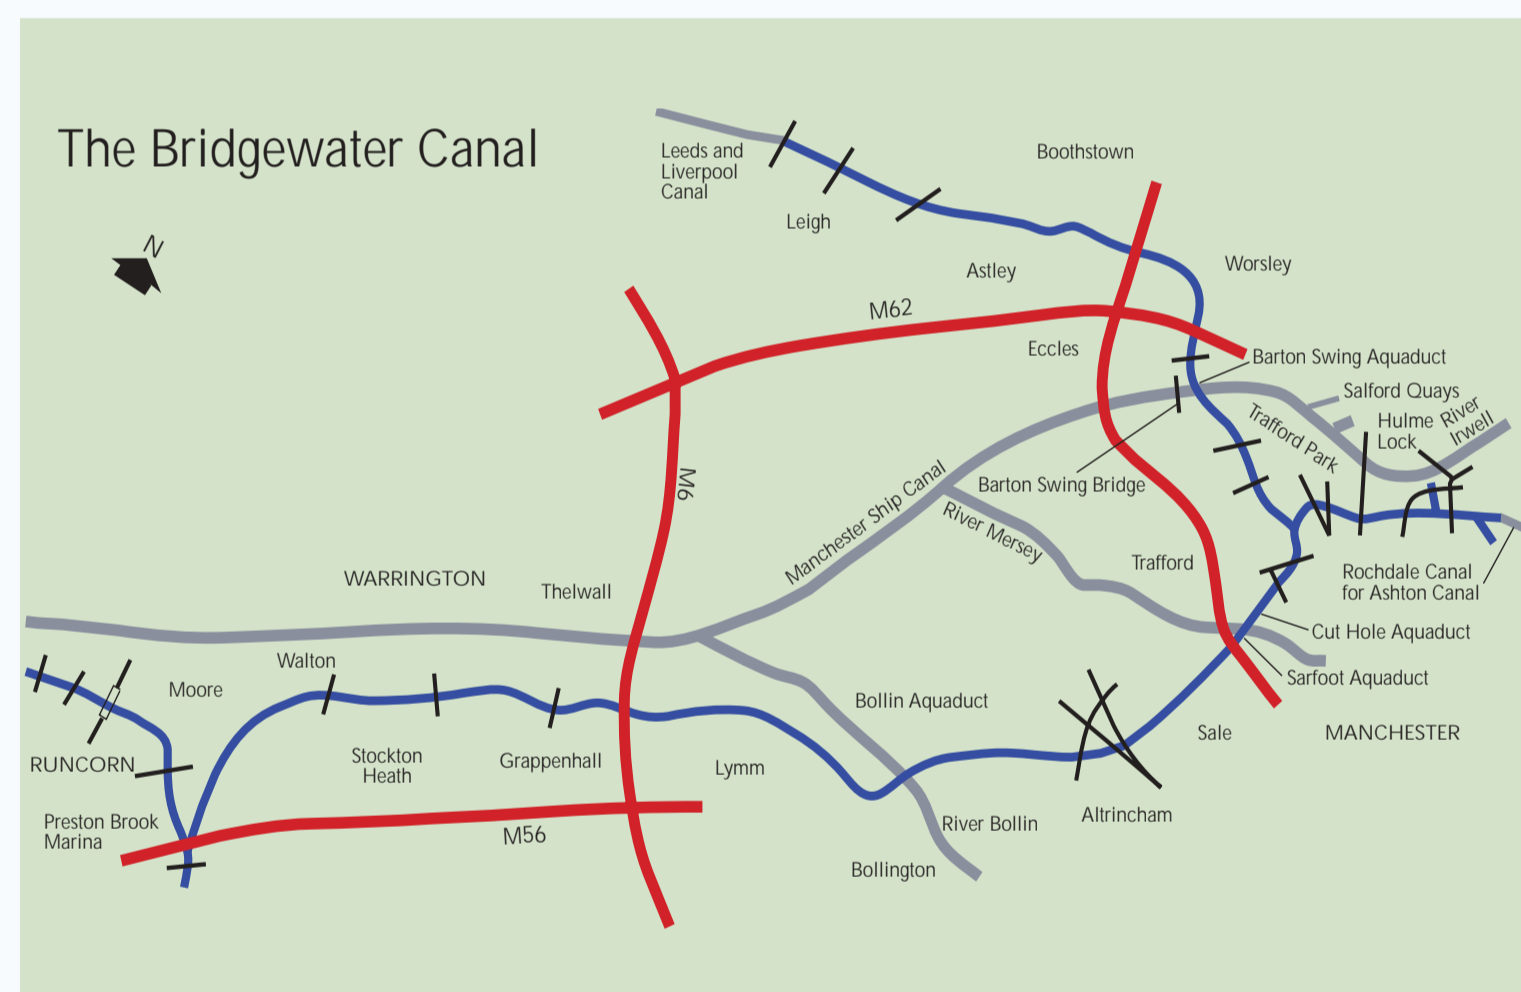 The Bridgewater Canal
N
Leeds and
Liverpool
Canal
Boothstown
Leigh
Astley
Worsley
M62
Eccles
Barton Swing Aquaduct
Salford Quays
Trafford Park
Hulme
Lock
River
Irwell
M6
Manchester Ship Canal
Barton Swing Bridge
River Mersey
Trafford
Rochdale Canal
for Ashton Canal
WARRINGTON
Thelwall
Cut Hole Aquaduct
Walton
Moore
Sarfoot Aquaduct
Bollin Aquaduct
Sale
MANCHESTER
RUNCORN
Stockton
Heath
Grappenhall
Lymm
Preston Brook
Marina
M56
River Bollin
Altrincham
Bollington